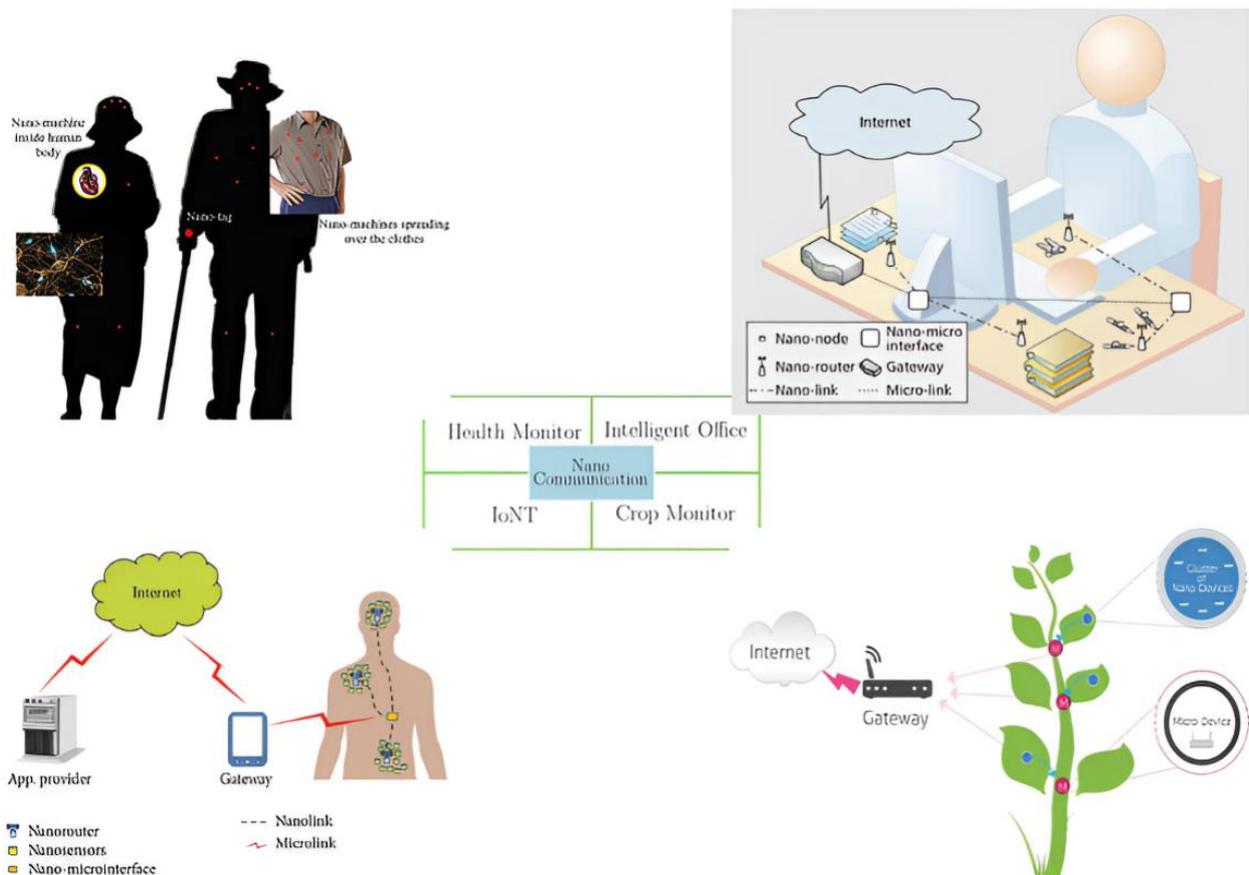 Nano-machine
inside human
body
Nano-tag
Nano-machines spreading
over the clothes
Internet
Nano-node
Nano-micro
interface
Nano-router
Gateway
Nano-link
Micro-link
Health Monitor
Intelligent Office
Nano
Communication
IoNT
Crop Monitor
Internet
App. provider
Gateway
Nanorouter
Nanosensors
Nano-microinterface
Nanolink
Microlink
Internet
Gateway
Cluster
of
Nano Devices
M
M
M
Micro Device